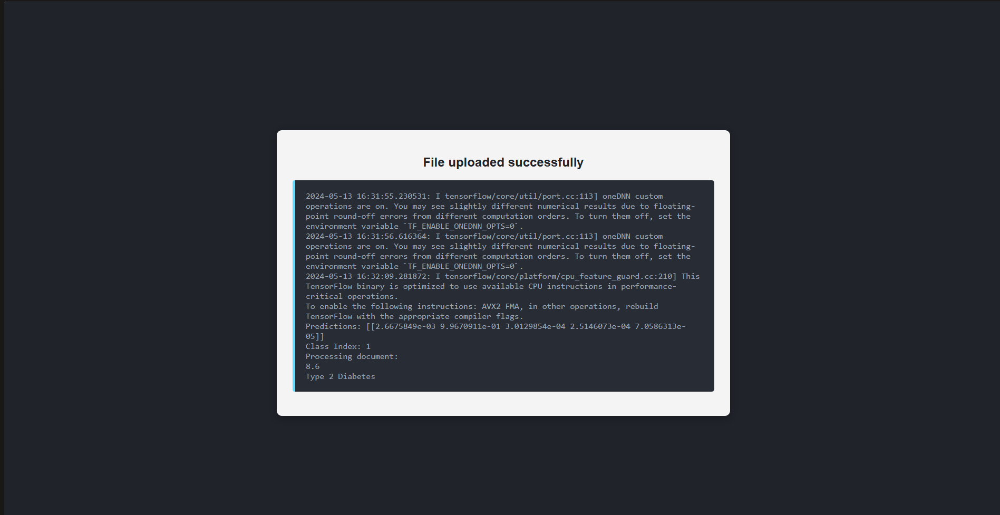 File uploaded successfully
2024-05-13 16:31:55.230531: I tensorflow/core/util/port.cc:113] oneDNN custom
operations are on. You may see slightly different numerical results due to floating-
point round-off errors from different computation orders. To turn them off, set the
environment variable `TF_ENABLE_ONEDNN_OPTS=0`.
2024-05-13 16:31:56.616364: I tensorflow/core/util/port.cc:113] oneDNN custom
operations are on. You may see slightly different numerical results due to floating-
point round-off errors from different computation orders. To turn them off, set the
environment variable `TF_ENABLE_ONEDNN_OPTS=0`.
2024-05-13 16:32:09.281872: I tensorflow/core/platform/cpu_feature_guard.cc:210] This
TensorFlow binary is optimized to use available CPU instructions in performance-
critical operations.
To enable the following instructions: AVX2 FMA, in other operations, rebuild
TensorFlow with the appropriate compiler flags.
Predictions: [[2.6675849e-03 9.9670911e-01 3.0129854e-04 2.5146073e-04 7.0586313e-
05]]
Class Index: 1
Processing document:
8.6
Type 2 Diabetes